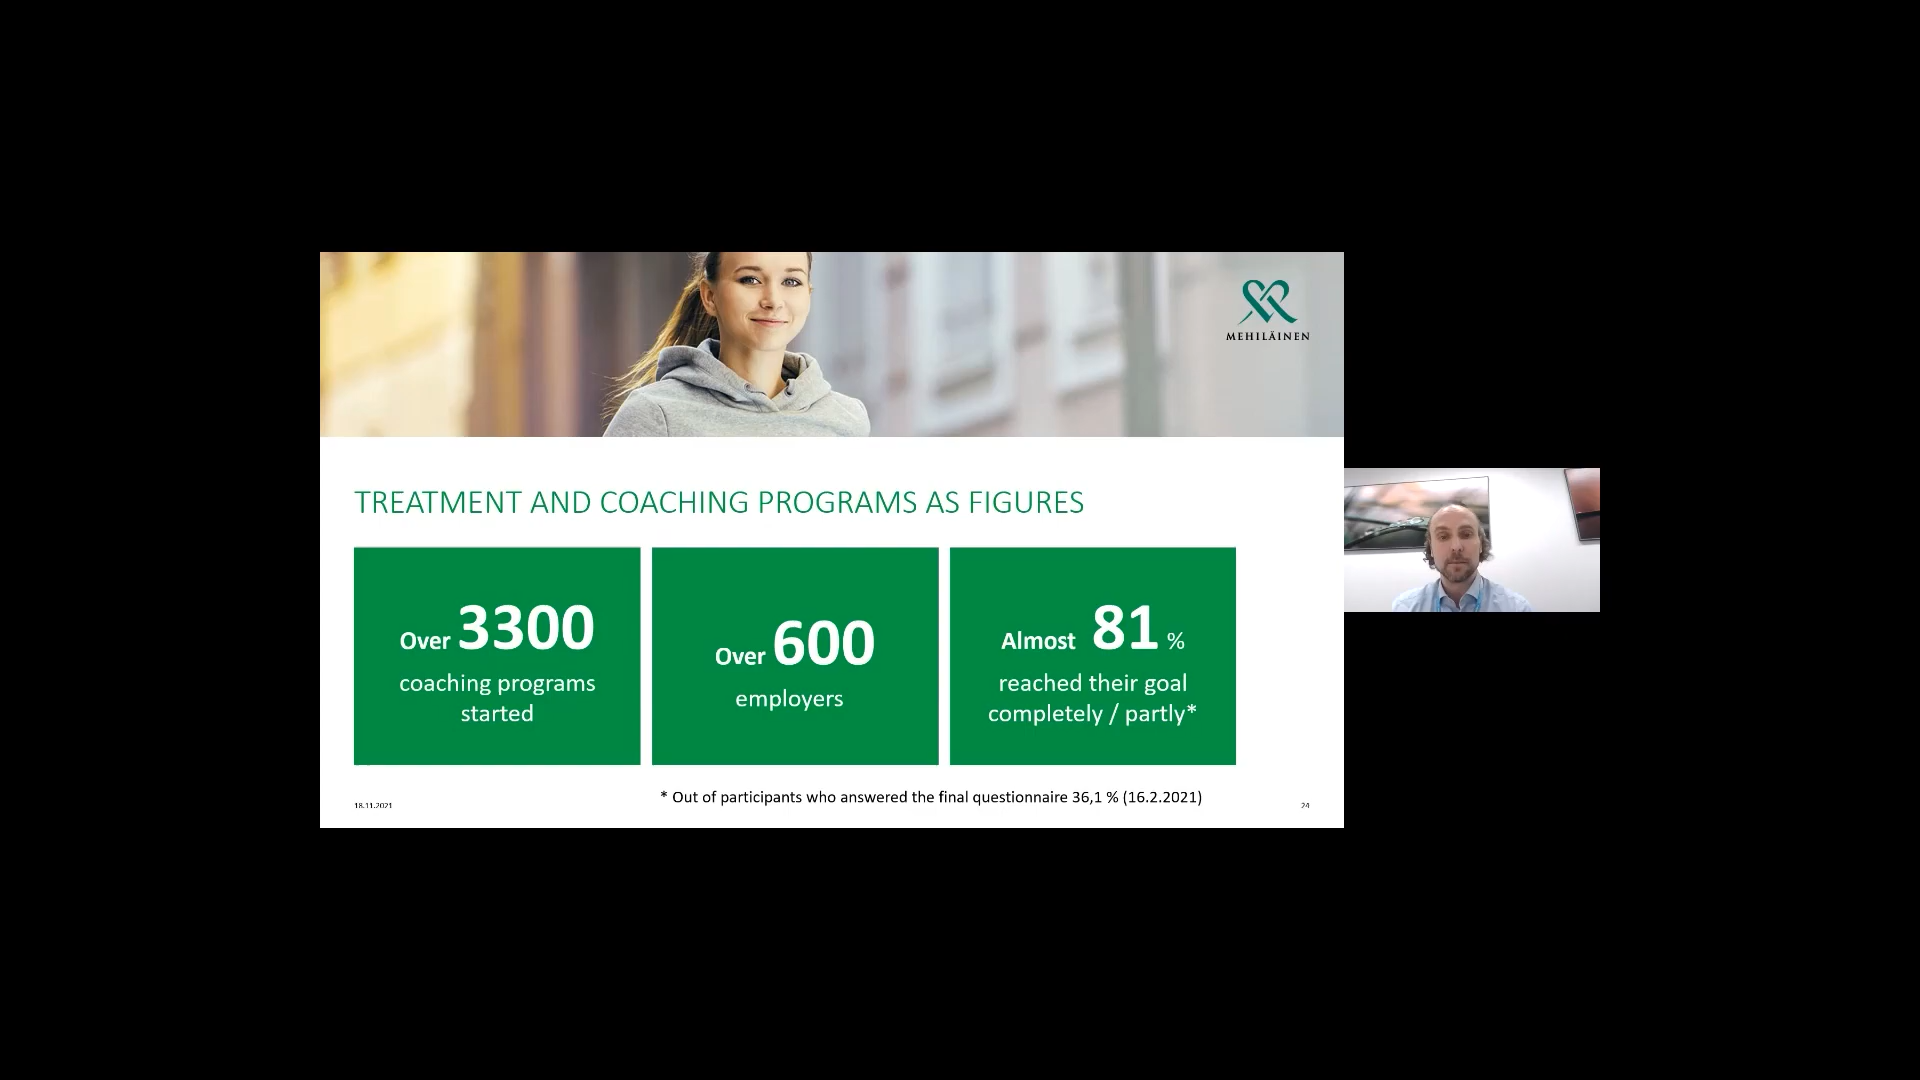 MEHILÄINEN
TREATMENT AND COACHING PROGRAMS AS FIGURES
Over 3300
coaching programs
started
Over 600
employers
Almost 81 %
reached their goal
completely / partly*
* Out of participants who answered the final questionnaire 36,1 % (16.2.2021)
18.11.2021
24